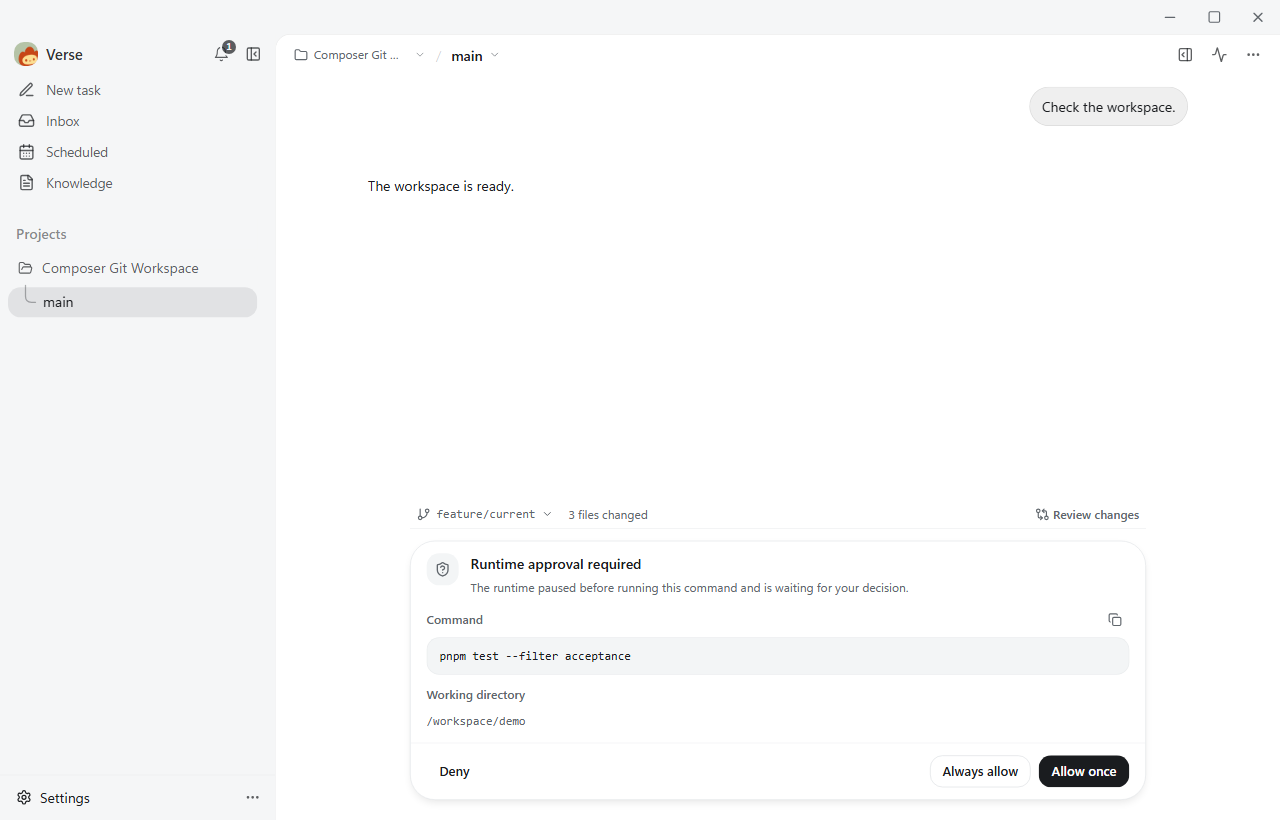 Verse
1
New task
Inbox
Scheduled
Knowledge
Projects
Composer Git Workspace
main
Settings
Composer Git ...
/
main
Check the workspace.
The workspace is ready.
feature/current
3 files changed
Review changes
Runtime approval required
The runtime paused before running this command and is waiting for your decision.
Command
pnpm test --filter acceptance
Working directory
/workspace/demo
Deny
Always allow
Allow once